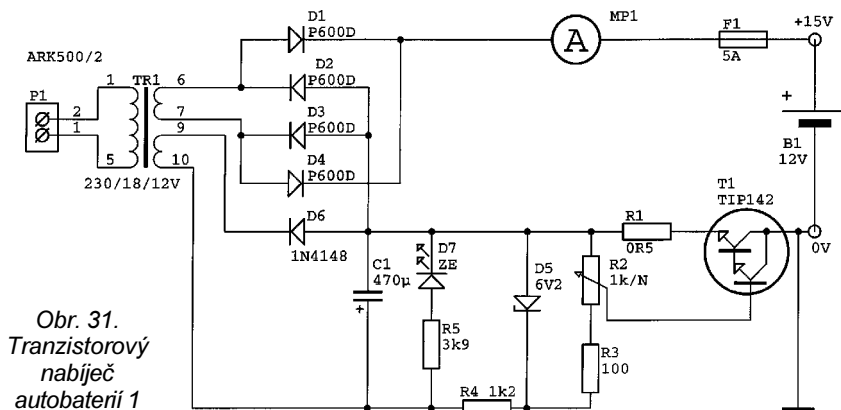 D1
P600D
MP1
F1
+15V
A
5A
ARK500/2
D2
P600D
P1
1
TR1
6
2
7
D3
P600D
+
1
9
D4
B1
5
10
P600D
12V
230/18/12V
T1
TIP142
D6
R1
1N4148
0R5
0V
C1
470µ
D7
ZE
D5
6V2
R2
1k/N
+
Obr. 31.
Tranzistorový
nabíječ
autobaterií 1
R5
3k9
R3
100
R4 1k2